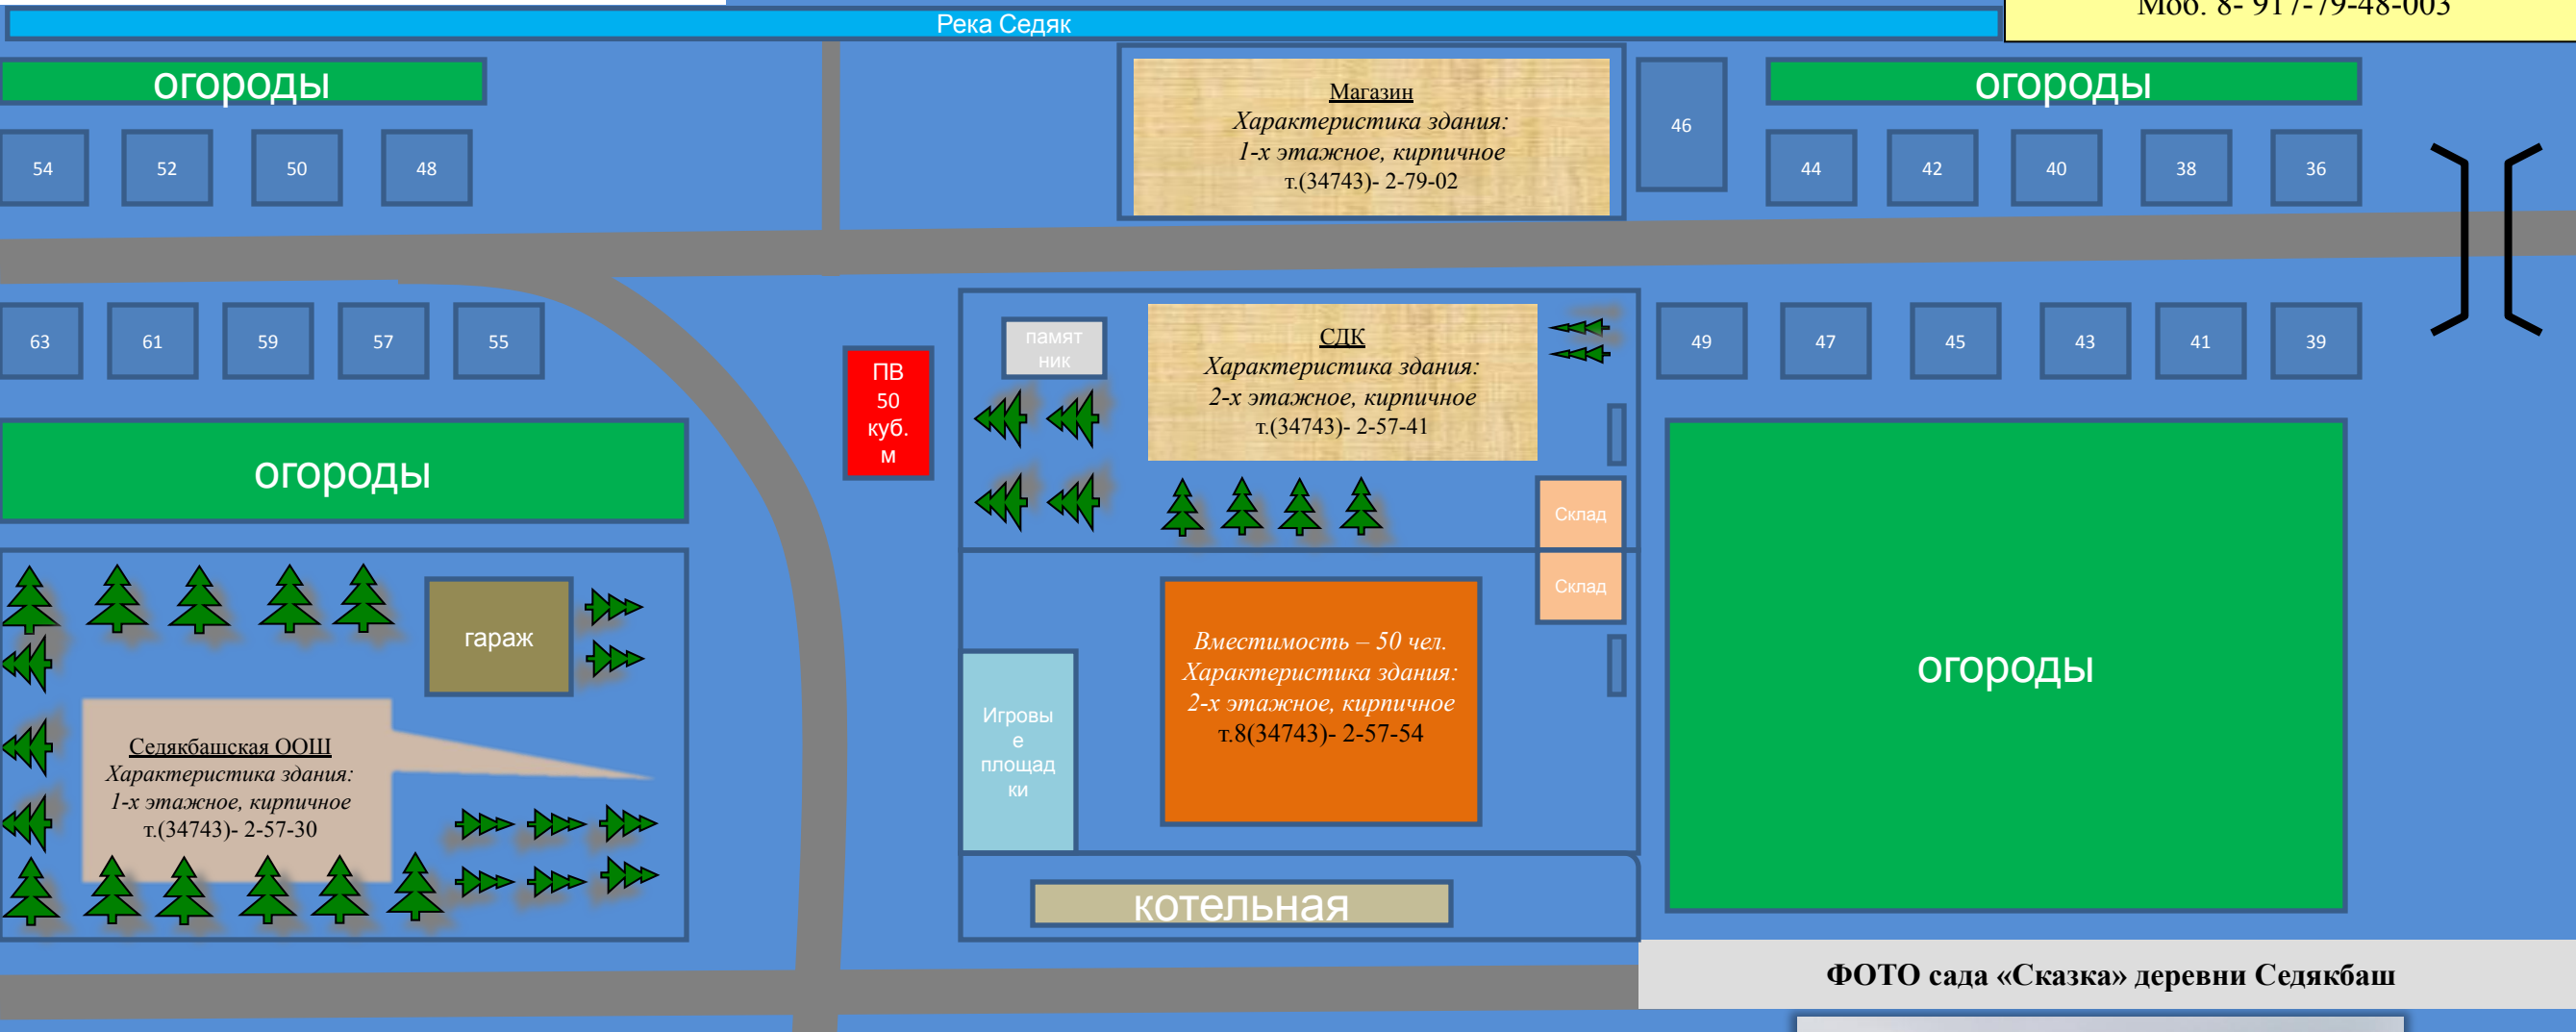 Моб. 8- 917-79-48-003
Река Седяк
огороды
Магазин
Характеристика здания:
1-х этажное, кирпичное
т.(34743)- 2-79-02
46
огороды
54
52
50
48
44
42
40
38
36
63
61
59
57
55
ПВ
50
куб.
м
памят
ник
СДК
Характеристика здания:
2-х этажное, кирпичное
т.(34743)- 2-57-41
49
47
45
43
41
39
огороды
Склад
Склад
гараж
Вместимость – 50 чел.
Характеристика здания:
2-х этажное, кирпичное
т.8(34743)- 2-57-54
огороды
Седякбашская ООШ
Характеристика здания:
1-х этажное, кирпичное
т.(34743)- 2-57-30
Игровы
е
площад
ки
котельная
ФОТО сада «Сказка» деревни Седякбаш